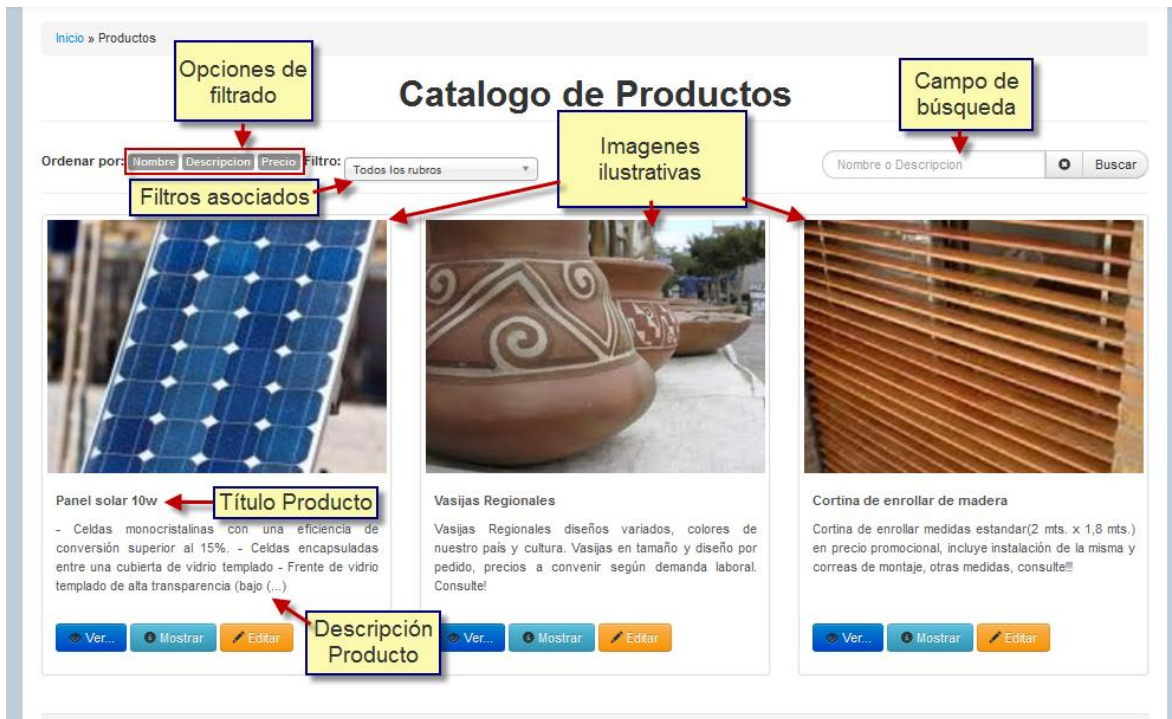 Inicio » Productos
Opciones de
filtrado
Catalogo de Productos
Campo de
búsqueda
Imagenes
ilustrativas
Ordenar por: Nombre Descripcion Precio Filtro: Todos los rubros
Nombre o Descripcion Buscar
Filtros asociados
Panel solar 10w
Título Producto
- Celdas monocristalinas con una eficiencia de
conversión superior al 15%. - Celdas encapsuladas
entre una cubierta de vidrio templado - Frente de vidrio
templado de alta transparencia (bajo (...)
Descripción
Producto
Ver... Mostrar Editar
Vasijas Regionales
Vasijas Regionales diseños variados, colores de
nuestro país y cultura. Vasijas en tamaño y diseño por
pedido, precios a convenir según demanda laboral.
Consulte!
Ver... Mostrar Editar
Cortina de enrollar de madera
Cortina de enrollar medidas estandar(2 mts. x 1,8 mts.)
en precio promocional, incluye instalación de la misma y
correas de montaje, otras medidas, consulte!!!
Ver... Mostrar Editar